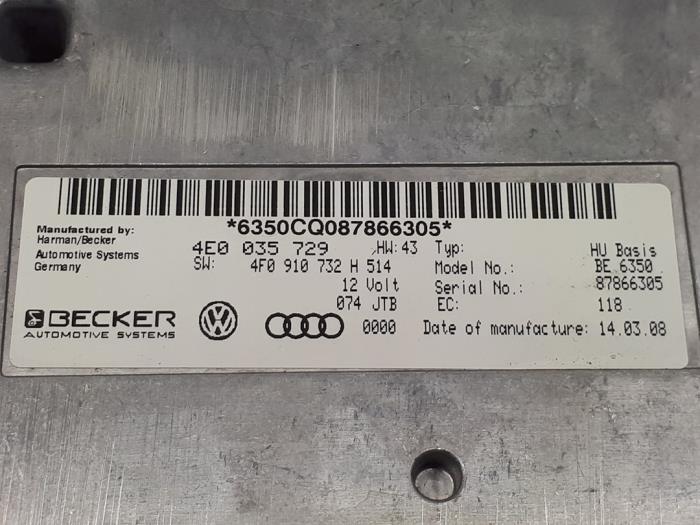 *6350CQ087866305*
Manufactured by:
Harman/Becker
Automotive Systems
Germany
4E0 035 729 HW:43
SW: 4F0 910 732 H 514
12 Volt
074 JTB
0000
Typ: HU Basis
Model No.: BE 6350
Serial No.: 87866305
EC: 118
Date of manufacture: 14.03.08
BECKER
AUTOMOTIVE SYSTEMS
VW